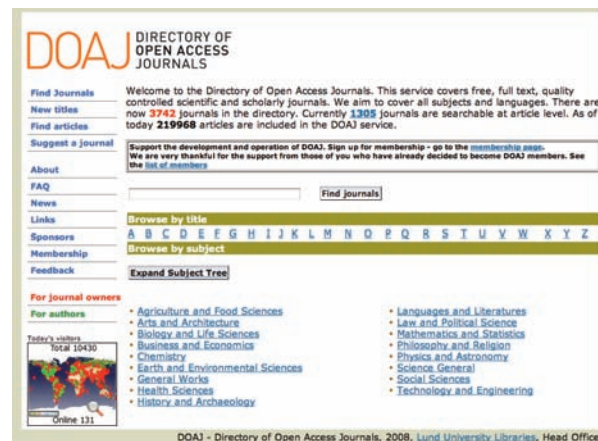 DOAJ DIRECTORY OF
OPEN ACCESS
JOURNALS
Find Journals
New titles
Find articles
Suggest a journal
About
FAQ
News
Links
Sponsors
Membership
Feedback
For journal owners
For authors
Today's visitors
Total 10430
Online 131
Welcome to the Directory of Open Access Journals. This service covers free, full text, quality
controlled scientific and scholarly journals. We aim to cover all subjects and languages. There are
now 3742 journals in the directory. Currently 1305 journals are searchable at article level. As of
today 219968 articles are included in the DOAJ service.
Support the development and operation of DOAJ. Sign up for membership - go to the membership page.
We are very thankful for the support from those of you who have already decided to become DOAJ members. See
the list of members
Find journals
Browse by title
A B C D E F G H I J K L M N O P Q R S T U V W X Y Z
Browse by subject
Expand Subject Tree
• Agriculture and Food Sciences
• Arts and Architecture
• Biology and Life Sciences
• Business and Economics
• Chemistry
• Earth and Environmental Sciences
• General Works
• Health Sciences
• History and Archaeology
• Languages and Literatures
• Law and Political Science
• Mathematics and Statistics
• Philosophy and Religion
• Physics and Astronomy
• Science General
• Social Sciences
• Technology and Engineering
DOAJ - Directory of Open Access Journals, 2008, Lund University Libraries, Head Office